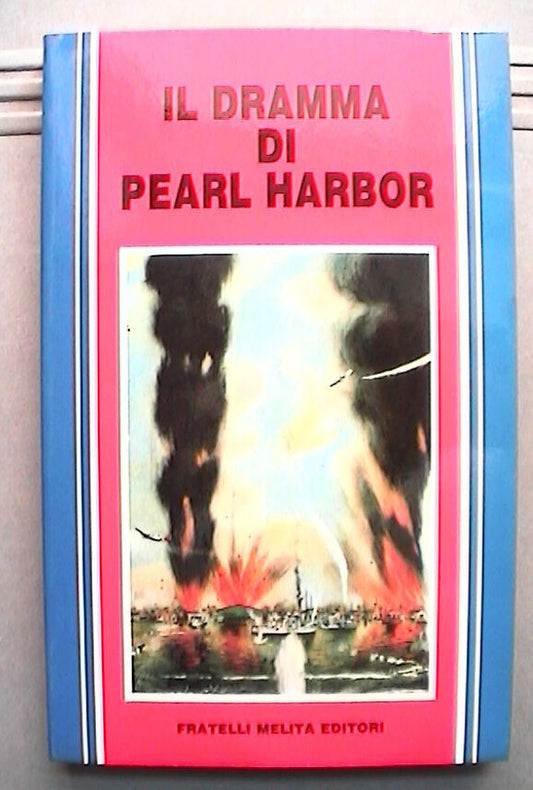 IL DRAMMA
DI
PEARL HARBOR
FRATELLI MELITA EDITORI